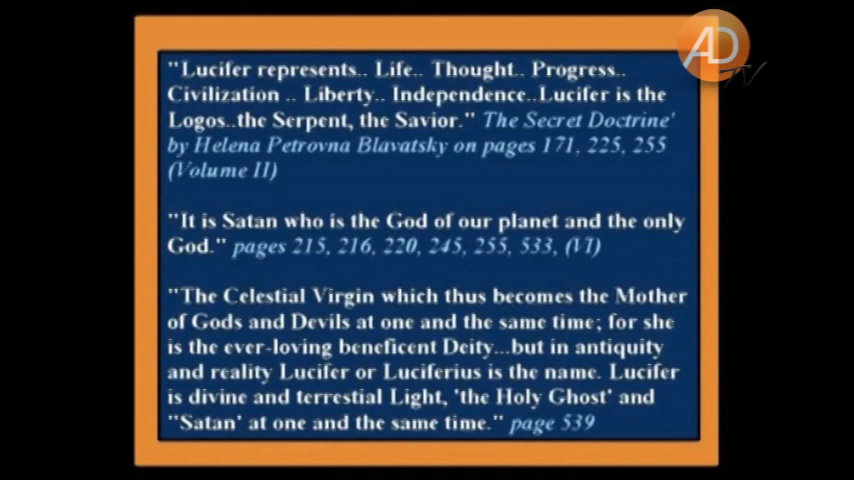 AD
TV
"Lucifer represents.. Life.. Thought.. Progress..
Civilization .. Liberty.. Independence..Lucifer is the
Logos..the Serpent, the Savior." The Secret Doctrine'
by Helena Petrovna Blavatsky on pages 171, 225, 255
(Volume II)
"It is Satan who is the God of our planet and the only
God." pages 215, 216, 220, 245, 255, 533, (VI)
"The Celestial Virgin which thus becomes the Mother
of Gods and Devils at one and the same time; for she
is the ever-loving beneficent Deity...but in antiquity
and reality Lucifer or Luciferius is the name. Lucifer
is divine and terrestial Light, 'the Holy Ghost' and
"Satan' at one and the same time." page 539